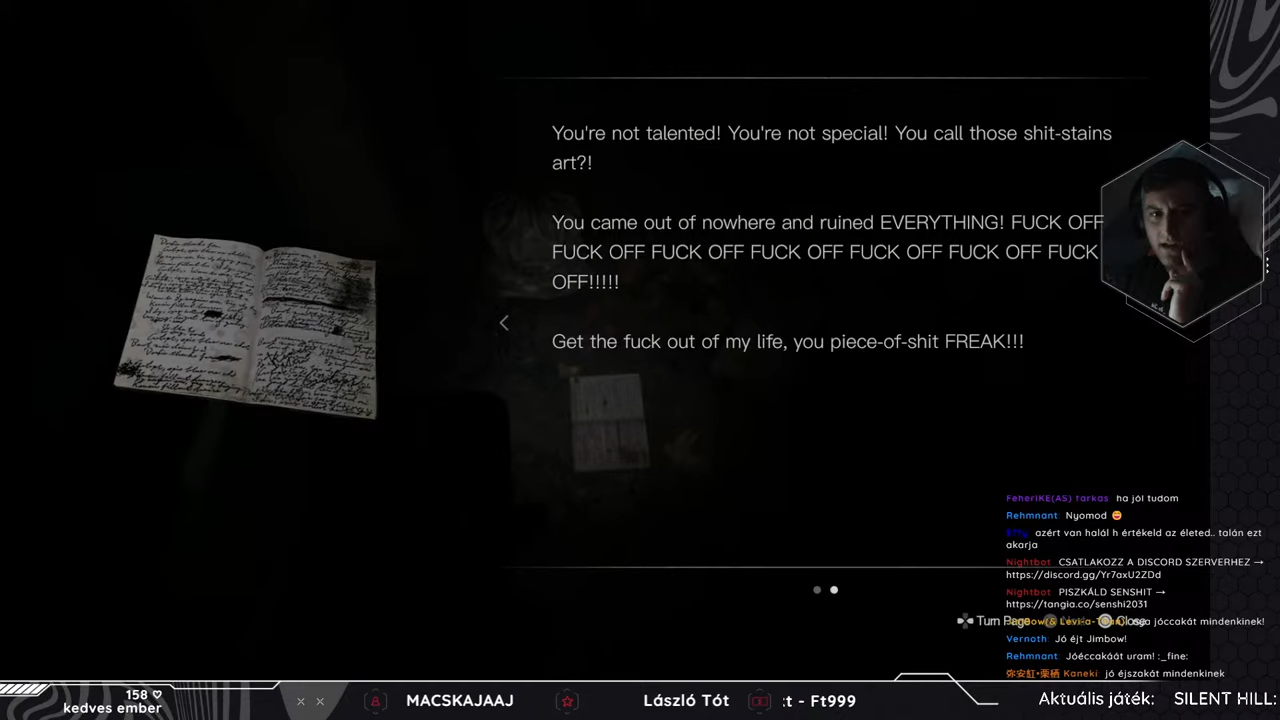 You're not talented! You're not special! You call those shit-stains
art?!
You came out of nowhere and ruined EVERYTHING! FUCK OFF
FUCK OFF FUCK OFF FUCK OFF FUCK OFF FUCK OFF FUCK
OFF!!!!!
Get the fuck out of my life, you piece-of-shit FREAK!!!
FeherIKE(AS) farkas ha jól tudom
Rehmnant: Nyomod 😄
azért van halál h értékeld az életed.. talán ezt
akarja
Nightbot: CSATLAKOZZ A DISCORD SZERVERHEZ →
https://discord.gg/Yr7axU2ZDd
Nightbot: PISZKÁLD SENSHIT →
https://tangia.co/senshi2031
Turn Page Close
jóccakát mindenkinek!
Vernoth: Jó éjt Jimbow!
Rehmnant: Jóéccakáát uram! :_fine:
Kaneki: jó éjszakát mindenkinek
158 ♡
kedves ember
MACSKAJAAJ
László Tót
- Ft999
Aktuális játék: SILENT HILL: